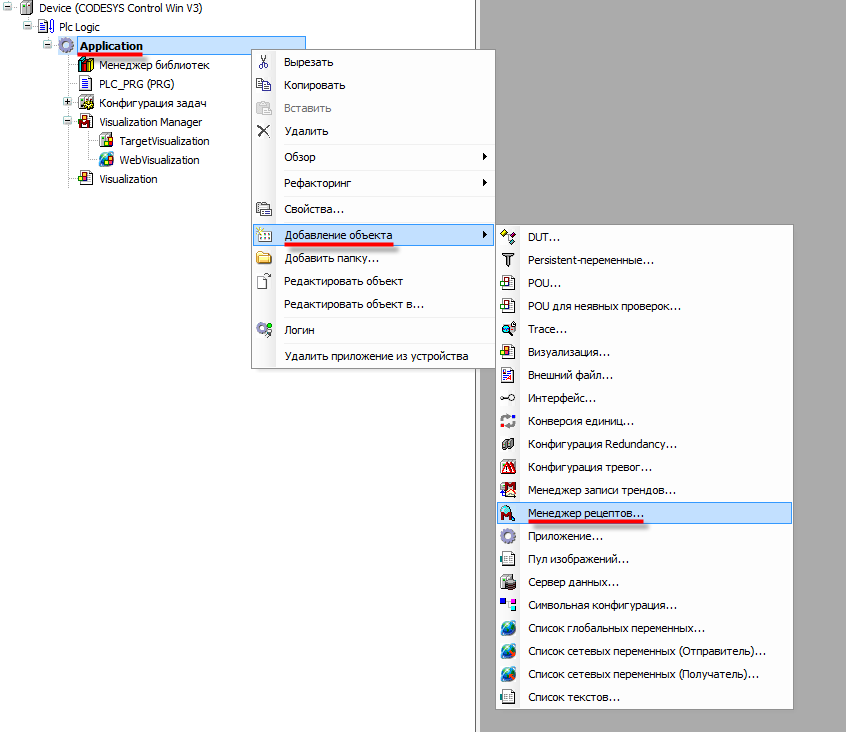 Device (CODESYS Control Win V3)
Plc Logic
Application
Менеджер библиотек
PLC_PRG (PRG)
Конфигурация задач
Visualization Manager
TargetVisualization
WebVisualization
Visualization
Вырезать
Копировать
Вставить
Удалить
Обзор
Рефакторинг
Свойства...
Добавление объекта
Добавить папку...
Редактировать объект
Редактировать объект в...
Логин
Удалить приложение из устройства
DUT...
Persistent-переменные...
POU...
POU для неявных проверок...
Trace...
Визуализация...
Внешний файл...
Интерфейс...
Конверсия единиц...
Конфигурация Redundancy...
Конфигурация тревог...
Менеджер записи трендов...
Менеджер рецептов...
Приложение...
Пул изображений...
Сервер данных...
Символьная конфигурация...
Список глобальных переменных...
Список сетевых переменных (Отправитель)...
Список сетевых переменных (Получатель)...
Список текстов...